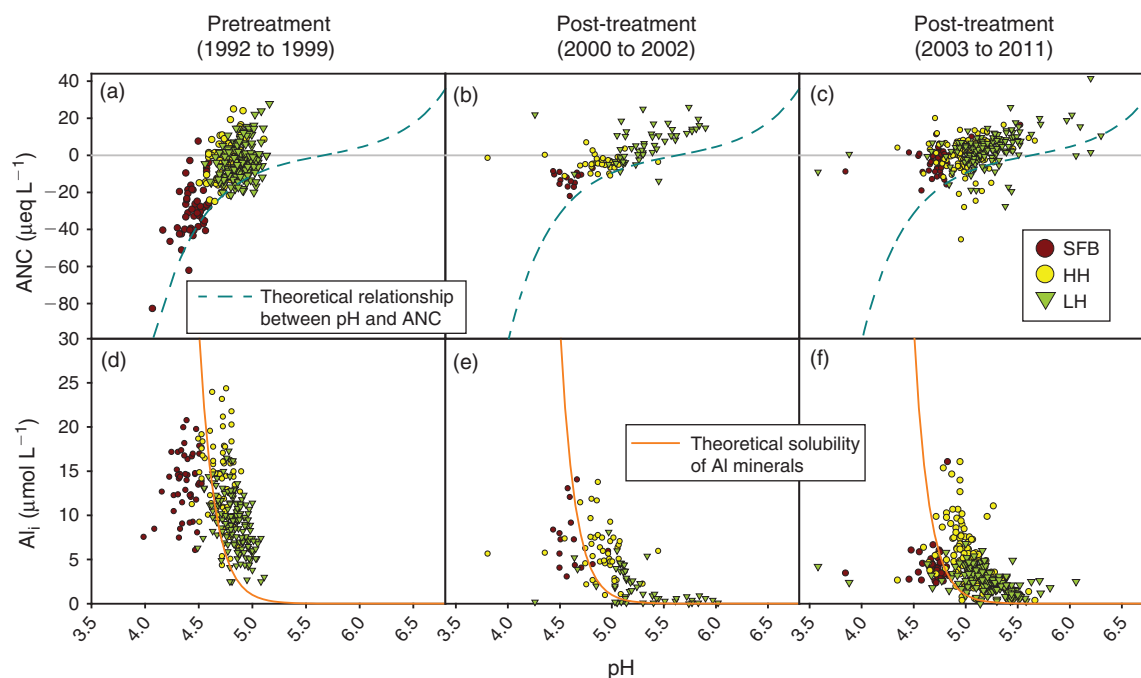 Pretreatment
(1992 to 1999)
Post-treatment
(2000 to 2002)
Post-treatment
(2003 to 2011)
ANC (μeq L⁻¹)
40
20
0
−20
−40
−60
−80
30
(a)
(b)
(c)
Theoretical relationship
between pH and ANC
SFB
HH
LH
Alᵢ (μmol L⁻¹)
25
20
15
10
5
0
(d)
(e)
(f)
Theoretical solubility
of Al minerals
3.5 4.0 4.5 5.0 5.5 6.0 6.5
3.5 4.0 4.5 5.0 5.5 6.0 6.5
3.5 4.0 4.5 5.0 5.5 6.0 6.5
pH